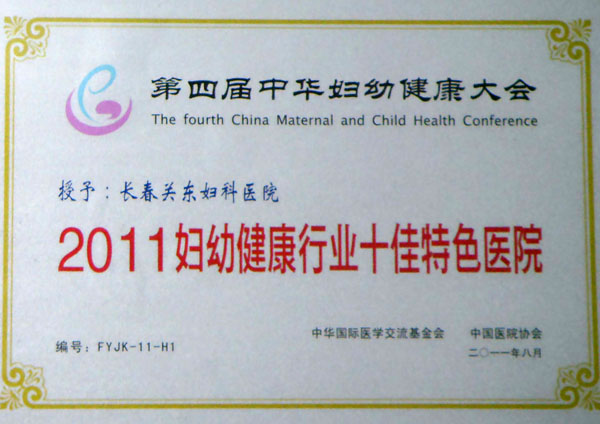 第四届中华妇幼健康大会
The fourth China Maternal and Child Health Conference
授予：长春关东妇科医院
2011妇幼健康行业十佳特色医院
中华国际医学交流基金会 中国医院协会
编号：FYJK-11-H1 二〇一一年八月